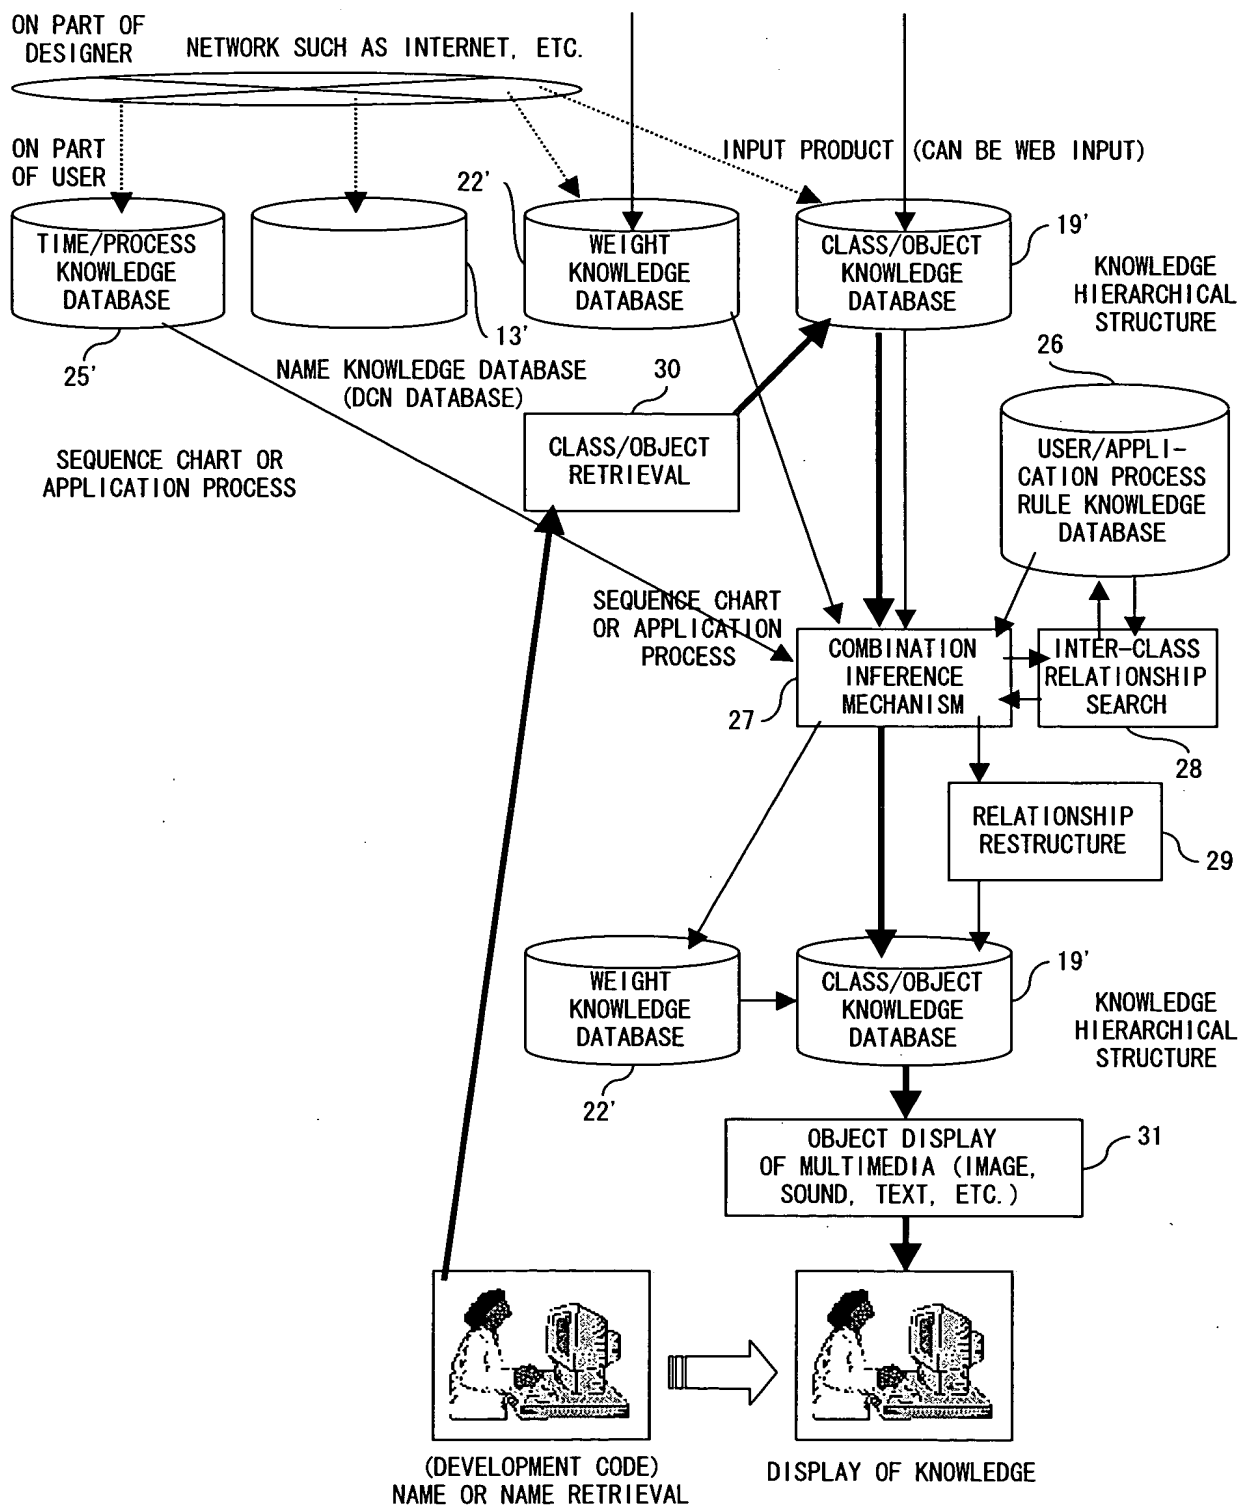 ON PART OF
DESIGNER
NETWORK SUCH AS INTERNET, ETC.
ON PART
OF USER
INPUT PRODUCT (CAN BE WEB INPUT)
22'
19'
TIME/PROCESS
KNOWLEDGE
DATABASE
WEIGHT
KNOWLEDGE
DATABASE
CLASS/OBJECT
KNOWLEDGE
DATABASE
KNOWLEDGE
HIERARCHICAL
STRUCTURE
25'
13'
NAME KNOWLEDGE DATABASE
(DCN DATABASE)
30
26
CLASS/OBJECT
RETRIEVAL
USER/APPLI-
CATION PROCESS
RULE KNOWLEDGE
DATABASE
SEQUENCE CHART OR
APPLICATION PROCESS
SEQUENCE CHART
OR APPLICATION
PROCESS
COMBINATION
INFERENCE
MECHANISM
27
INTER-CLASS
RELATIONSHIP
SEARCH
28
RELATIONSHIP
RESTRUCTURE
29
WEIGHT
KNOWLEDGE
DATABASE
22'
CLASS/OBJECT
KNOWLEDGE
DATABASE
19'
KNOWLEDGE
HIERARCHICAL
STRUCTURE
OBJECT DISPLAY
OF MULTIMEDIA (IMAGE,
SOUND, TEXT, ETC.)
31
(DEVELOPMENT CODE)
NAME OR NAME RETRIEVAL
DISPLAY OF KNOWLEDGE